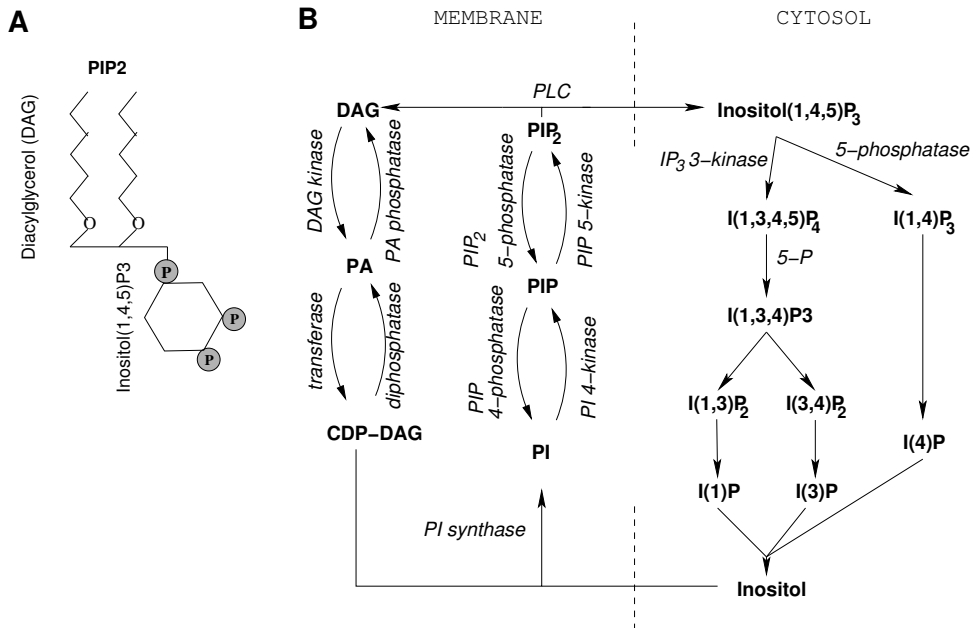 A
PIP2
Diacylglycerol (DAG)
O
O
P
P
P
Inositol(1,4,5)P3
B
MEMBRANE
CYTOSOL
PLC
DAG
PIP2
Inositol(1,4,5)P3
DAG kinase
PA phosphatase
PIP2
5-phosphatase
PIP 5-kinase
IP3 3-kinase
5-phosphatase
I(1,3,4,5)P4
I(1,4)P3
PA
PIP
5-P
I(1,3,4)P3
transferase
diphosphatase
PIP
4-phosphatase
PI 4-kinase
I(1,3)P2
I(3,4)P2
CDP-DAG
PI
I(4)P
I(1)P
I(3)P
PI synthase
Inositol